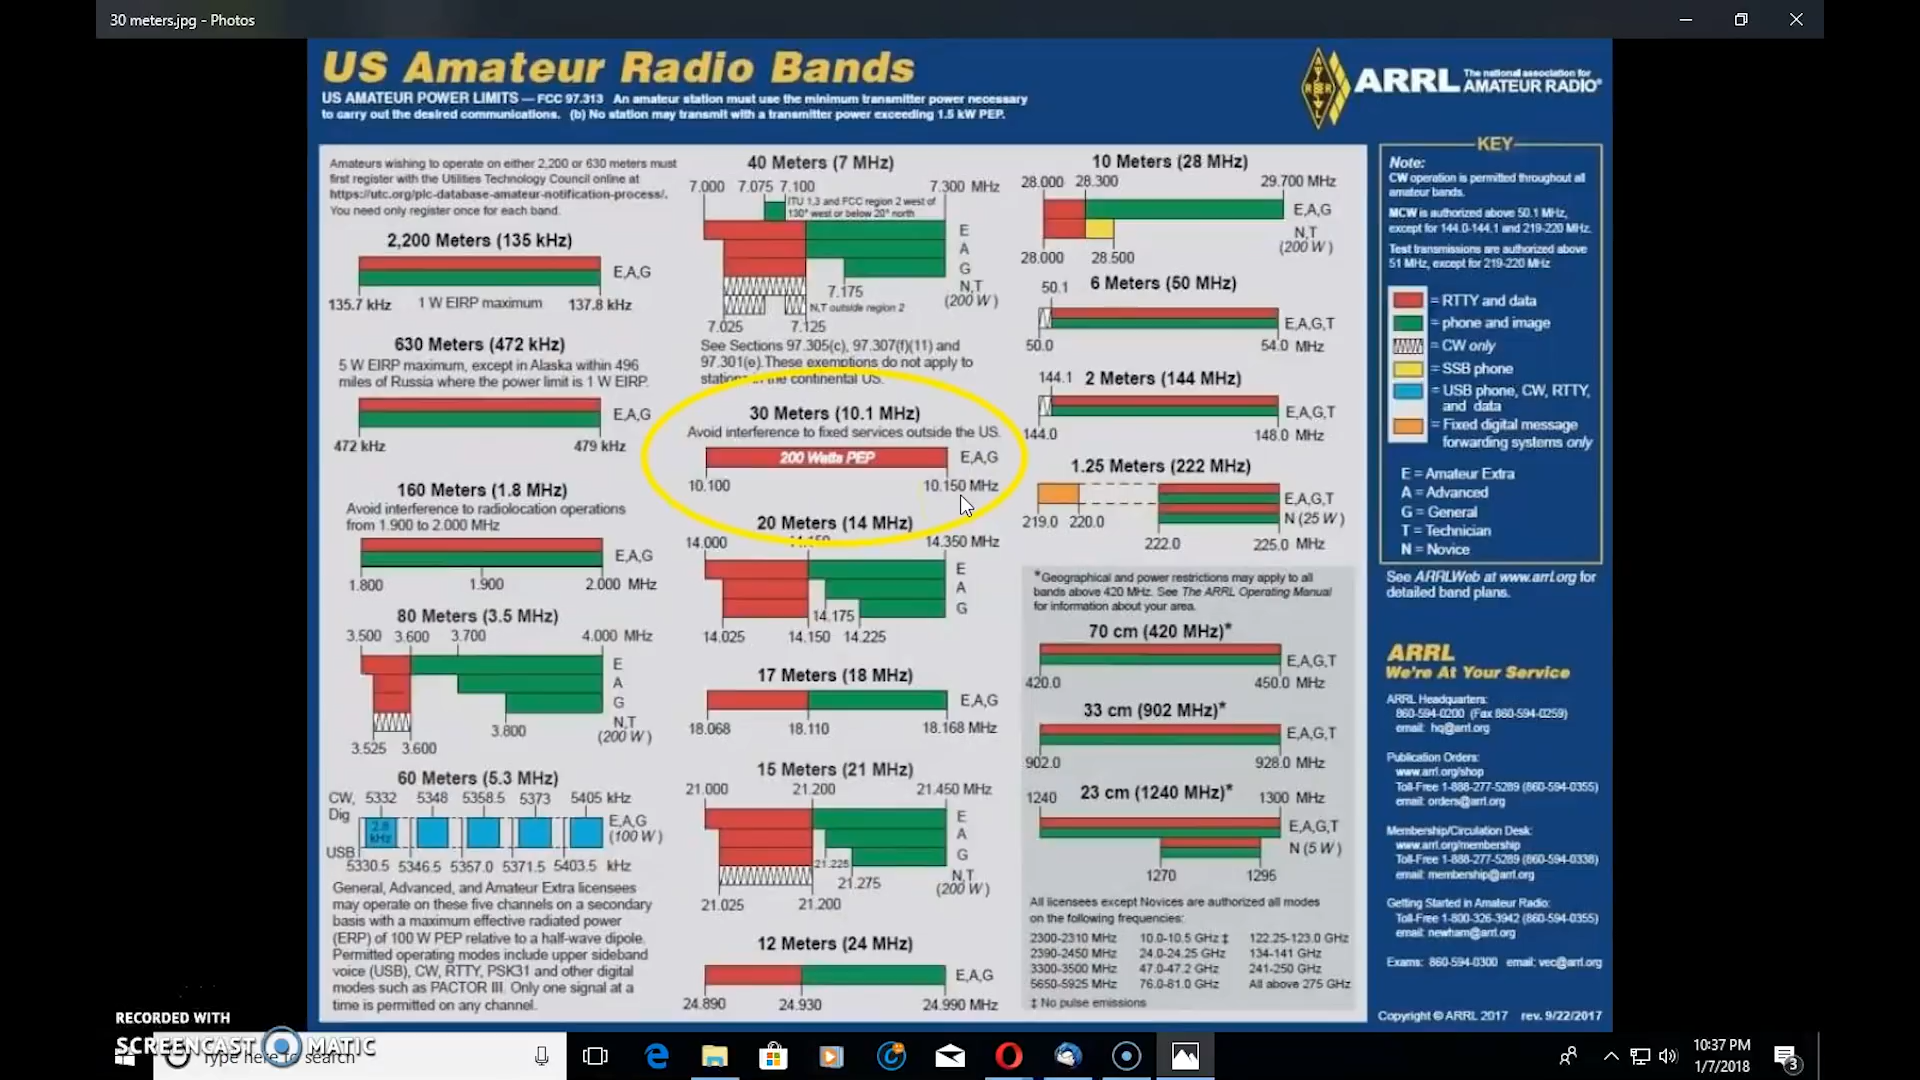 30 meters.jpg - Photos
US Amateur Radio Bands
US AMATEUR POWER LIMITS — FCC 97.313 An amateur station must use the minimum transmitter power necessary
to carry out the desired communications. (b) No station may transmit with a transmitter power exceeding 1.5 kW PEP.
ARRL The national association for
AMATEUR RADIO®
Amateurs wishing to operate on either 2,200 or 630 meters must
first register with the Utilities Technology Council online at
https://utc.org/plc-database-amateur-notification-process/.
You need only register once for each band.
2,200 Meters (135 kHz)
E,A,G
135.7 kHz 1 W EIRP maximum 137.8 kHz
630 Meters (472 kHz)
5 W EIRP maximum, except in Alaska within 496
miles of Russia where the power limit is 1 W EIRP.
E,A,G
472 kHz 479 kHz
160 Meters (1.8 MHz)
Avoid interference to radiolocation operations
from 1.900 to 2.000 MHz
E,A,G
1.800 1.900 2.000 MHz
80 Meters (3.5 MHz)
3.500 3.600 3.700 4.000 MHz
E
A
G
N,T
(200 W)
3.800
3.525 3.600
60 Meters (5.3 MHz)
CW, 5332 5348 5358.5 5373 5405 kHz
Dig
2.8
kHz
E,A,G
(100 W)
USB
5330.5 5346.5 5357.0 5371.5 5403.5 kHz
General, Advanced, and Amateur Extra licensees
may operate on these five channels on a secondary
basis with a maximum effective radiated power
(ERP) of 100 W PEP relative to a half-wave dipole.
Permitted operating modes include upper sideband
voice (USB), CW, RTTY, PSK31 and other digital
modes such as PACTOR III. Only one signal at a
time is permitted on any channel.
40 Meters (7 MHz)
7.000 7.075 7.100 7.300 MHz
ITU 1,3 and FCC region 2 west of
130° west or below 20° north
E
A
G
N,T
(200 W)
7.175
N,T outside region 2
7.025 7.125
See Sections 97.305(c), 97.307(f)(11) and
97.301(e).These exemptions do not apply to
stations in the continental US.
30 Meters (10.1 MHz)
Avoid interference to fixed services outside the US.
200 Watts PEP
E,A,G
10.100 10.150 MHz
20 Meters (14 MHz)
14.000 14.150 14.350 MHz
E
A
G
14.175
14.025 14.150 14.225
17 Meters (18 MHz)
E,A,G
18.068 18.110 18.168 MHz
15 Meters (21 MHz)
21.000 21.200 21.450 MHz
E
A
G
N,T
(200 W)
21.225
21.275
21.025 21.200
12 Meters (24 MHz)
E,A,G
24.890 24.930 24.990 MHz
10 Meters (28 MHz)
28.000 28.300 29.700 MHz
E,A,G
N,T
(200 W)
28.000 28.500
6 Meters (50 MHz)
50.1
E,A,G,T
50.0 54.0 MHz
2 Meters (144 MHz)
144.1
E,A,G,T
144.0 148.0 MHz
1.25 Meters (222 MHz)
E,A,G,T
N (25 W)
219.0 220.0
222.0 225.0 MHz
*Geographical and power restrictions may apply to all
bands above 420 MHz. See The ARRL Operating Manual
for information about your area.
70 cm (420 MHz)*
E,A,G,T
420.0 450.0 MHz
33 cm (902 MHz)*
E,A,G,T
902.0 928.0 MHz
23 cm (1240 MHz)*
1240 1300 MHz
E,A,G,T
N (5 W)
1270 1295
All licensees except Novices are authorized all modes
on the following frequencies:
2300-2310 MHz 10.0-10.5 GHz ‡ 122.25-123.0 GHz
2390-2450 MHz 24.0-24.25 GHz 134-141 GHz
3300-3500 MHz 47.0-47.2 GHz 241-250 GHz
5650-5925 MHz 76.0-81.0 GHz All above 275 GHz
‡ No pulse emissions
KEY
Note:
CW operation is permitted throughout all
amateur bands.
MCW is authorized above 50.1 MHz,
except for 144.0-144.1 and 219-220 MHz.
Test transmissions are authorized above
51 MHz, except for 219-220 MHz
= RTTY and data
= phone and image
= CW only
= SSB phone
= USB phone, CW, RTTY,
and data
= Fixed digital message
forwarding systems only
E = Amateur Extra
A = Advanced
G = General
T = Technician
N = Novice
See ARRLWeb at www.arrl.org for
detailed band plans.
ARRL
We're At Your Service
ARRL Headquarters:
860-594-0200 (Fax 860-594-0259)
email: hq@arrl.org
Publication Orders:
www.arrl.org/shop
Toll-Free 1-888-277-5289 (860-594-0355)
email: orders@arrl.org
Membership/Circulation Desk:
www.arrl.org/membership
Toll-Free 1-888-277-5289 (860-594-0338)
email: membership@arrl.org
Getting Started in Amateur Radio:
Toll-Free 1-800-326-3942 (860-594-0355)
email: newham@arrl.org
Exams: 860-594-0300 email: vec@arrl.org
Copyright © ARRL 2017 rev. 9/22/2017
RECORDED WITH
SCREENCAST MATIC
Type here to search
10:37 PM
1/7/2018
3